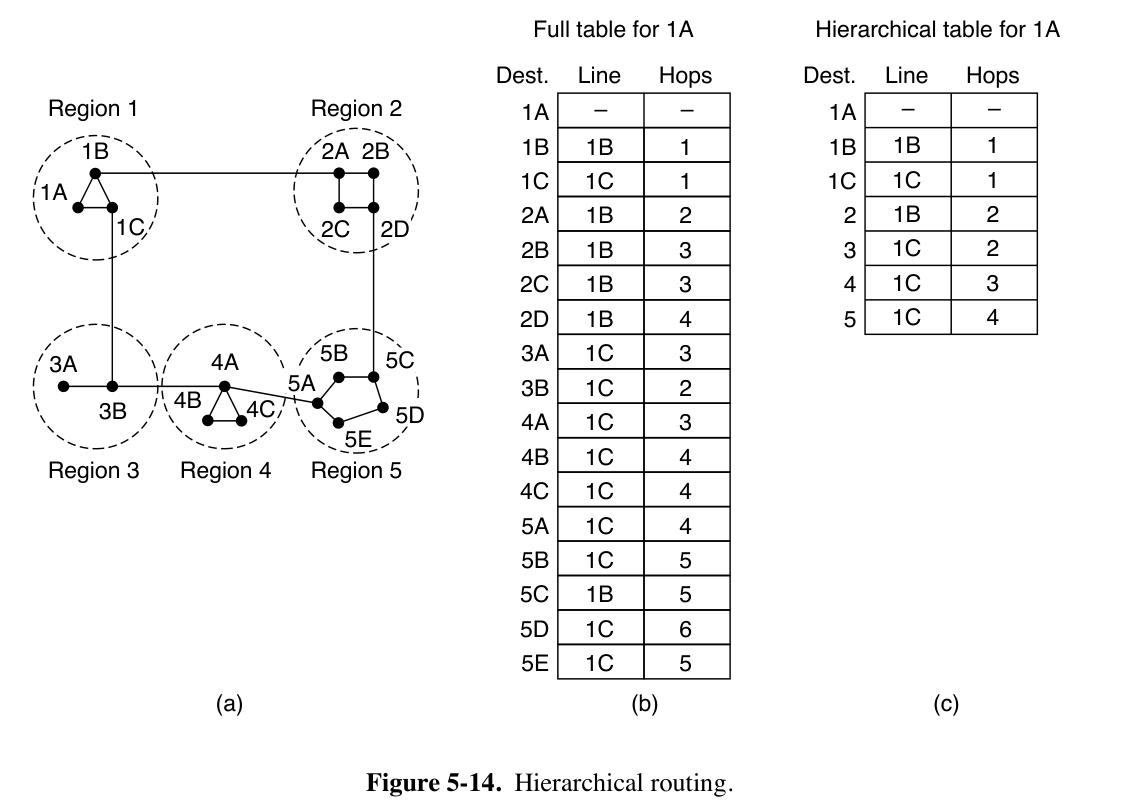 Full table for 1A
Dest. Line Hops
1A – –
1B 1B 1
1C 1C 1
2A 1B 2
2B 1B 3
2C 1B 3
2D 1B 4
3A 1C 3
3B 1C 2
4A 1C 3
4B 1C 4
4C 1C 4
5A 1C 4
5B 1C 5
5C 1B 5
5D 1C 6
5E 1C 5
Hierarchical table for 1A
Dest. Line Hops
1A – –
1B 1B 1
1C 1C 1
2 1B 2
3 1C 2
4 1C 3
5 1C 4
Region 1
Region 2
1B
2A 2B
1A
1C
2C
2D
3A
4A
5B
5C
5A
3B
4B
4C
5D
5E
Region 3
Region 4
Region 5
(a)
(b)
(c)
Figure 5-14. Hierarchical routing.